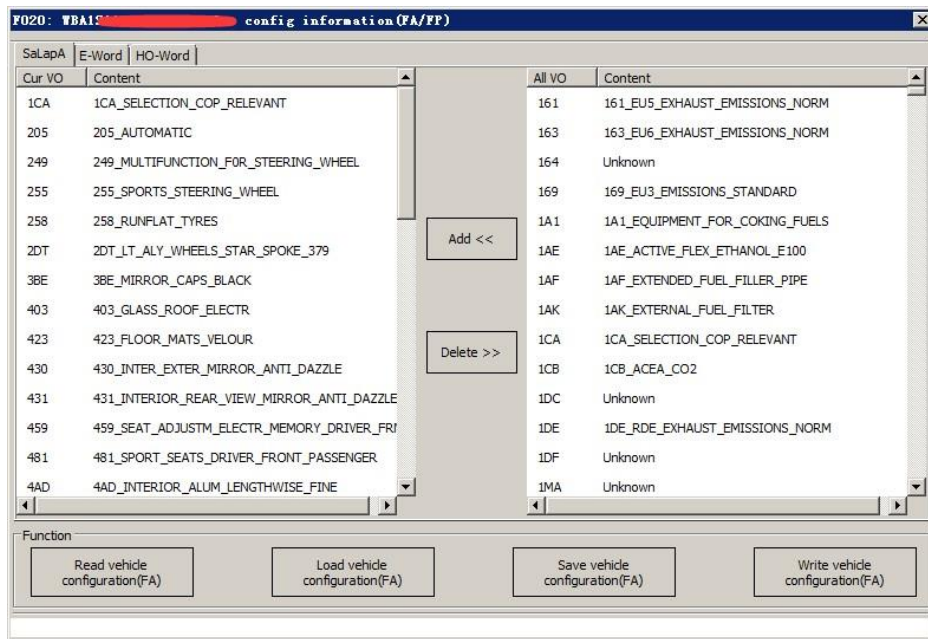 F020: WBA1S config information(FA/FP)
SaLapA E-Word HO-Word
Cur VO Content
1CA 1CA_SELECTION_COP_RELEVANT
205 205_AUTOMATIC
249 249_MULTIFUNCTION_F0R_STEERING_WHEEL
255 255_SPORTS_STEERING_WHEEL
258 258_RUNFLAT_TYRES
2DT 2DT_LT_ALY_WHEELS_STAR_SPOKE_379
3BE 3BE_MIRROR_CAPS_BLACK
403 403_GLASS_ROOF_ELECTR
423 423_FLOOR_MATS_VELOUR
430 430_INTER_EXTER_MIRROR_ANTI_DAZZLE
431 431_INTERIOR_REAR_VIEW_MIRROR_ANTI_DAZZLE
459 459_SEAT_ADJUSTM_ELECTR_MEMORY_DRIVER_FRI
481 481_SPORT_SEATS_DRIVER_FRONT_PASSENGER
4AD 4AD_INTERIOR_ALUM_LENGTHWISE_FINE
Add <<
Delete >>
All VO Content
161 161_EU5_EXHAUST_EMISSIONS_NORM
163 163_EU6_EXHAUST_EMISSIONS_NORM
164 Unknown
169 169_EU3_EMISSIONS_STANDARD
1A1 1A1_EQUIPMENT_FOR_COKING_FUELS
1AE 1AE_ACTIVE_FLEX_ETHANOL_E100
1AF 1AF_EXTENDED_FUEL_FILLER_PIPE
1AK 1AK_EXTERNAL_FUEL_FILTER
1CA 1CA_SELECTION_COP_RELEVANT
1CB 1CB_ACEA_CO2
1DC Unknown
1DE 1DE_RDE_EXHAUST_EMISSIONS_NORM
1DF Unknown
1MA Unknown
Function
Read vehicle
configuration(FA)
Load vehicle
configuration(FA)
Save vehicle
configuration(FA)
Write vehicle
configuration(FA)